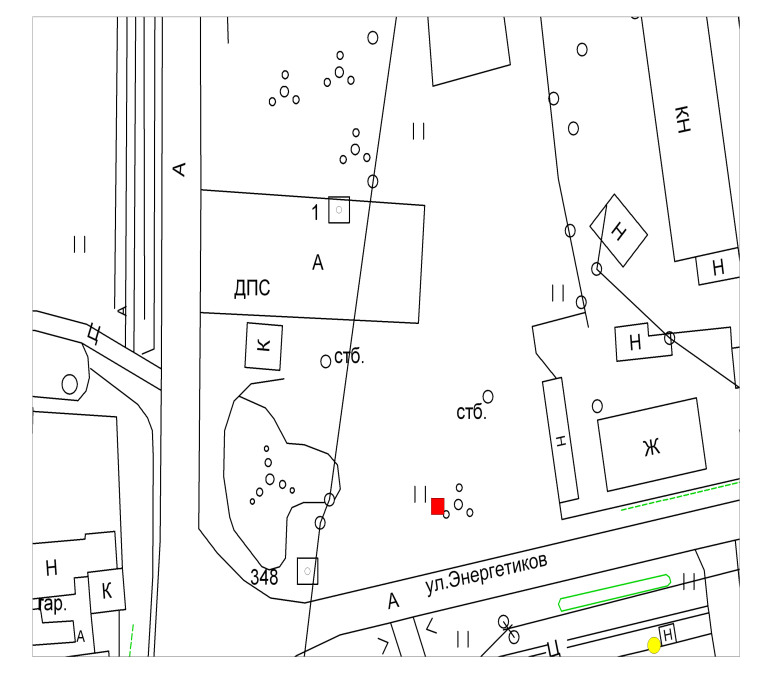 КН
А
1
Н
А
Н
ДПС
А
Ц
Н
К
стб.
стб.
Н
Ж
348
ул.Энергетиков
А
Н
К
гар.
А
Н
Ц